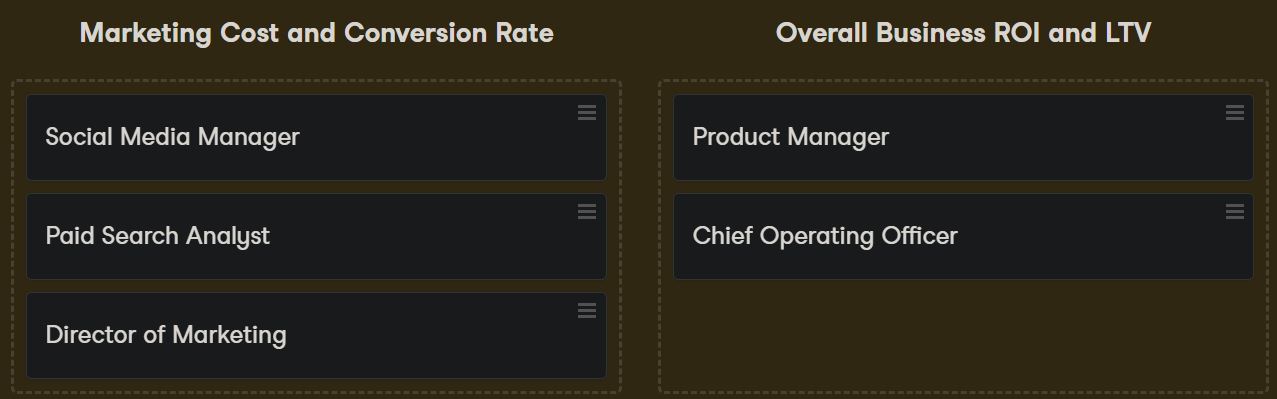 Marketing Cost and Conversion Rate
Social Media Manager
Paid Search Analyst
Director of Marketing
Overall Business ROI and LTV
Product Manager
Chief Operating Officer